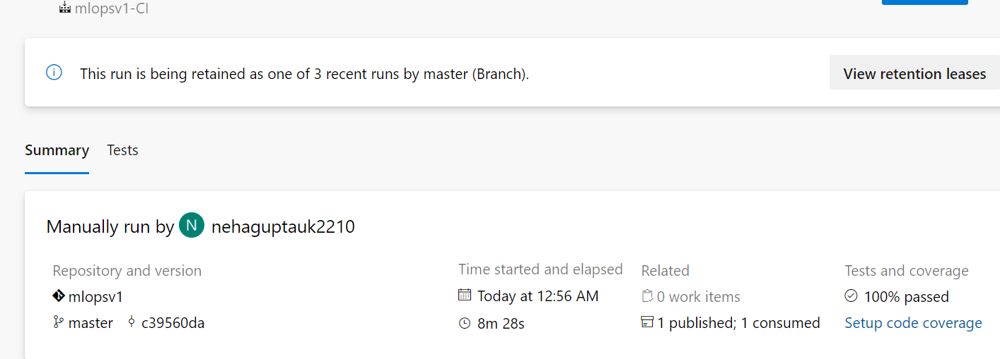 mlopsv1-CI
This run is being retained as one of 3 recent runs by master (Branch).
View retention leases
Summary Tests
Manually run by N nehaguptauk2210
Repository and version
mlopsv1
master c39560da
Time started and elapsed
Today at 12:56 AM
8m 28s
Related
0 work items
1 published; 1 consumed
Tests and coverage
100% passed
Setup code coverage